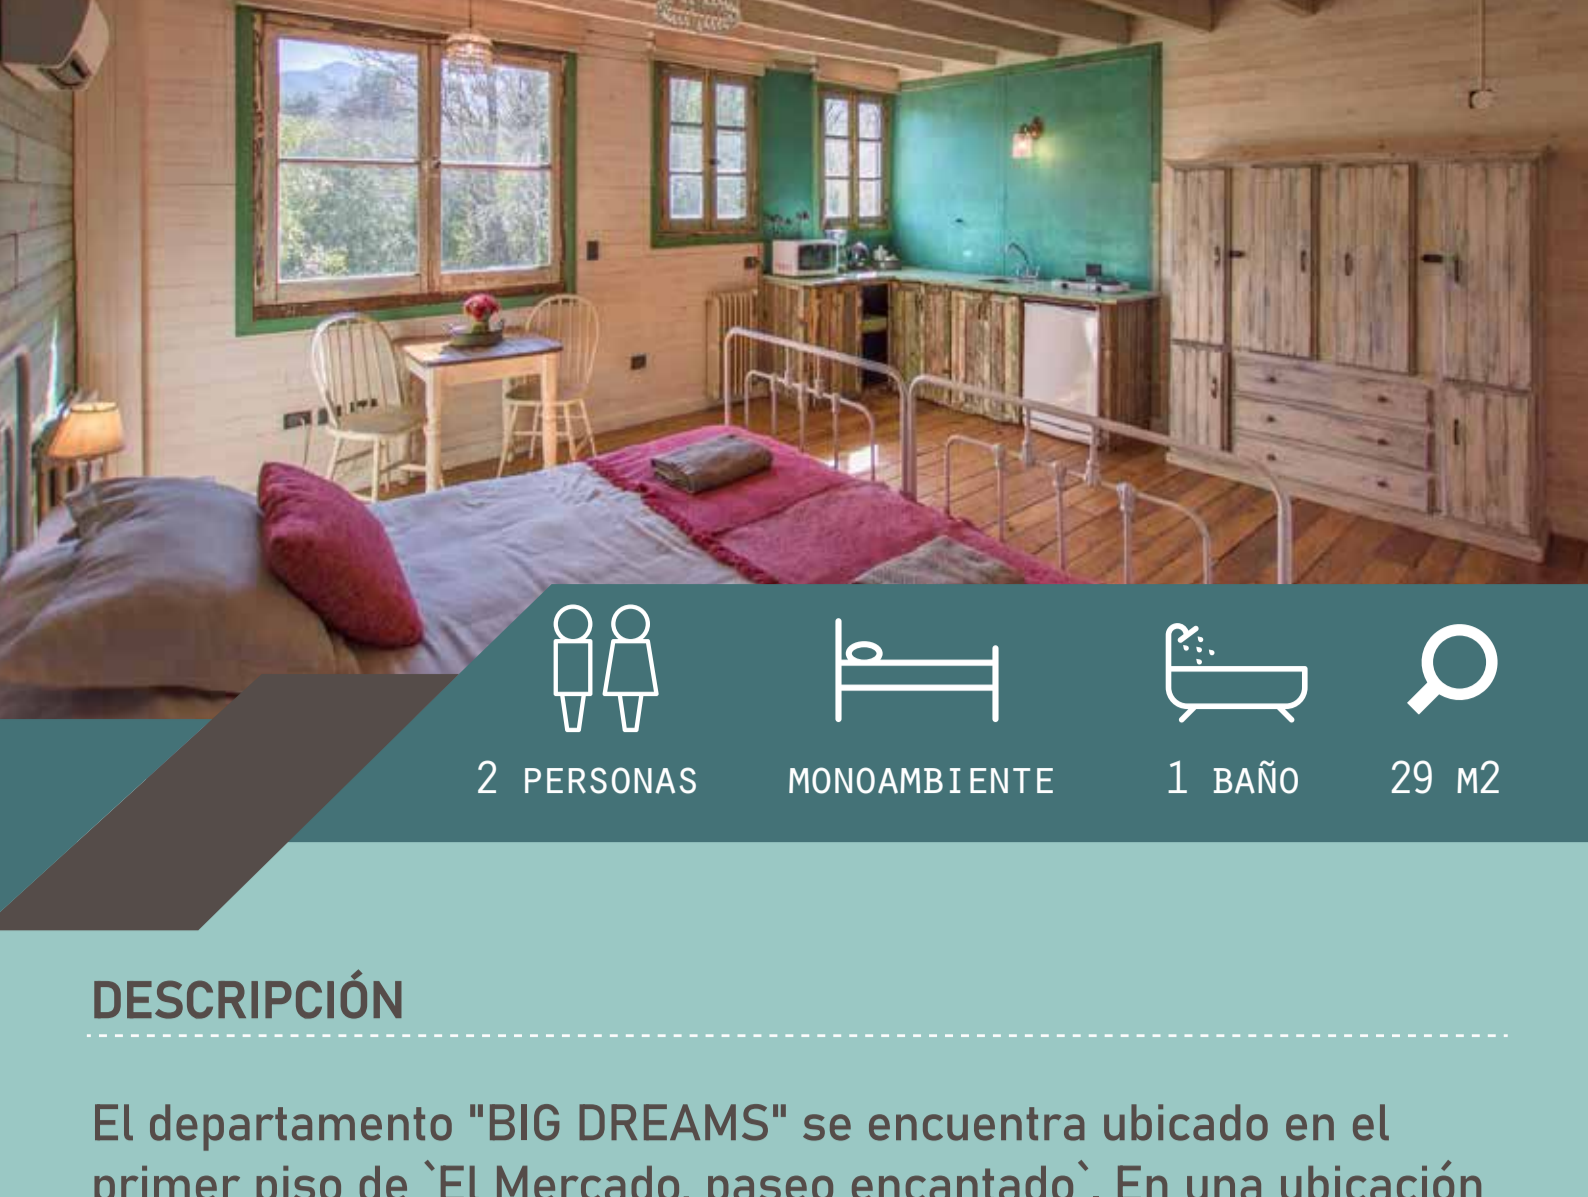 2 PERSONAS MONOAMBIENTE 1 BAÑO 29 M2
DESCRIPCIÓN
El departamento "BIG DREAMS" se encuentra ubicado en el
primer piso de `El Mercado, paseo encantado`. En una ubicación